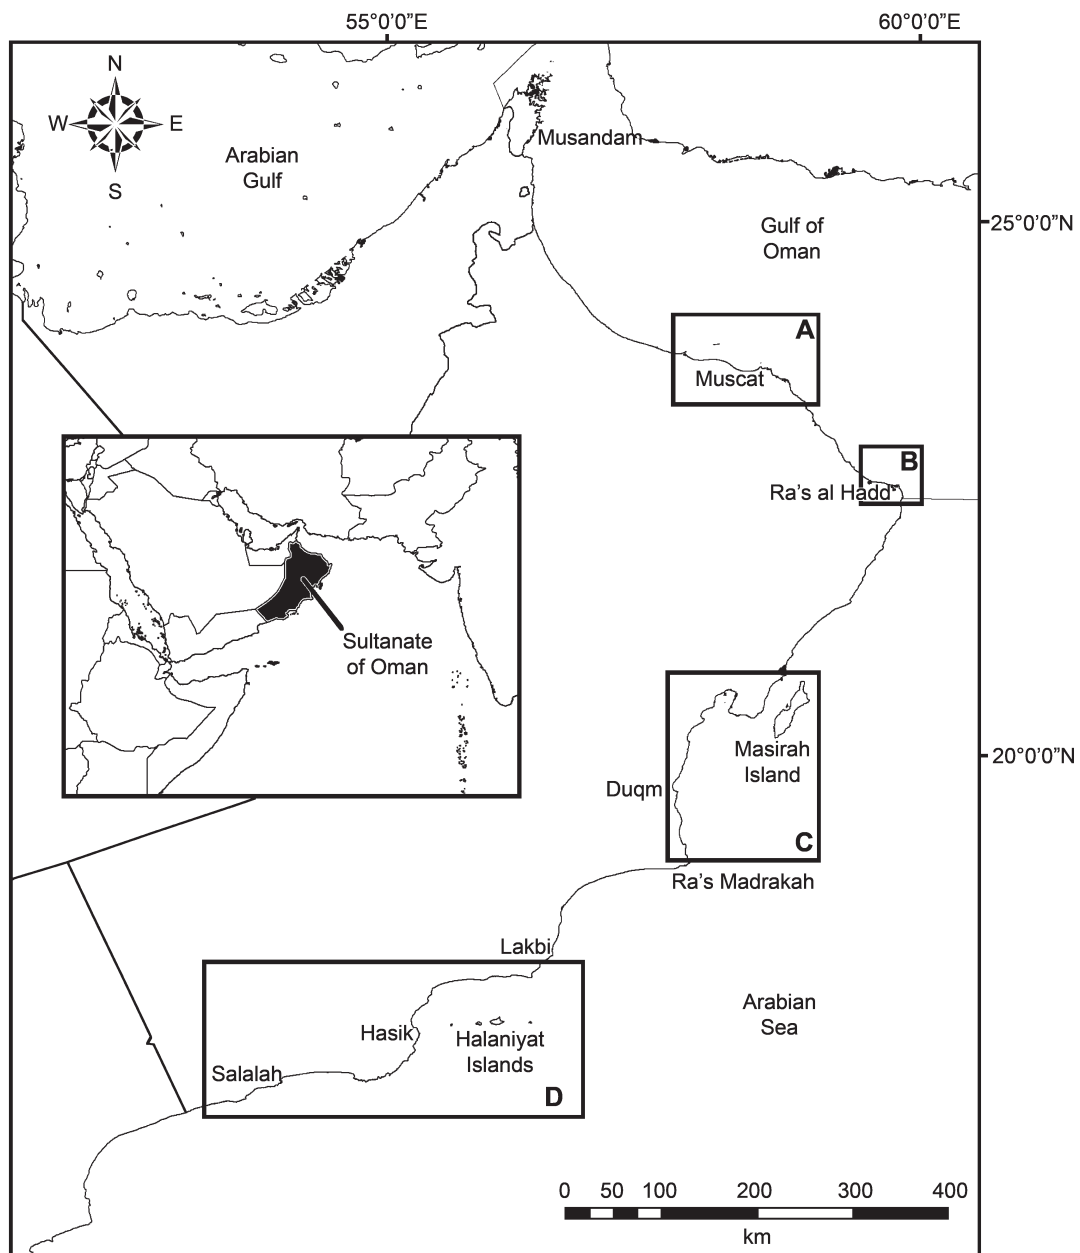 55°0'0"E
60°0'0"E
N
W
E
S
Arabian
Gulf
Musandam
25°0'0"N
Gulf of
Oman
A
Muscat
B
Ra's al Hadd
Sultanate
of Oman
Masirah
Island
20°0'0"N
Duqm
C
Ra's Madrakah
Lakbi
Arabian
Sea
Hasik
Halaniyat
Islands
Salalah
D
0 50 100 200 300 400
km